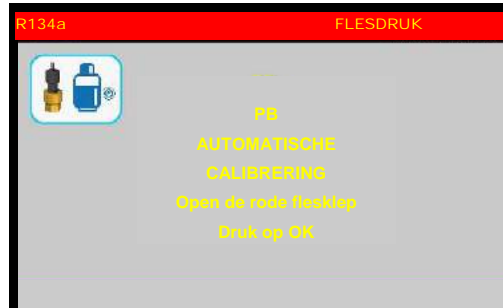 R134a FLESDRUK
PB
AUTOMATISCHE
CALIBRERING
Open de rode flesklep
Druk op OK